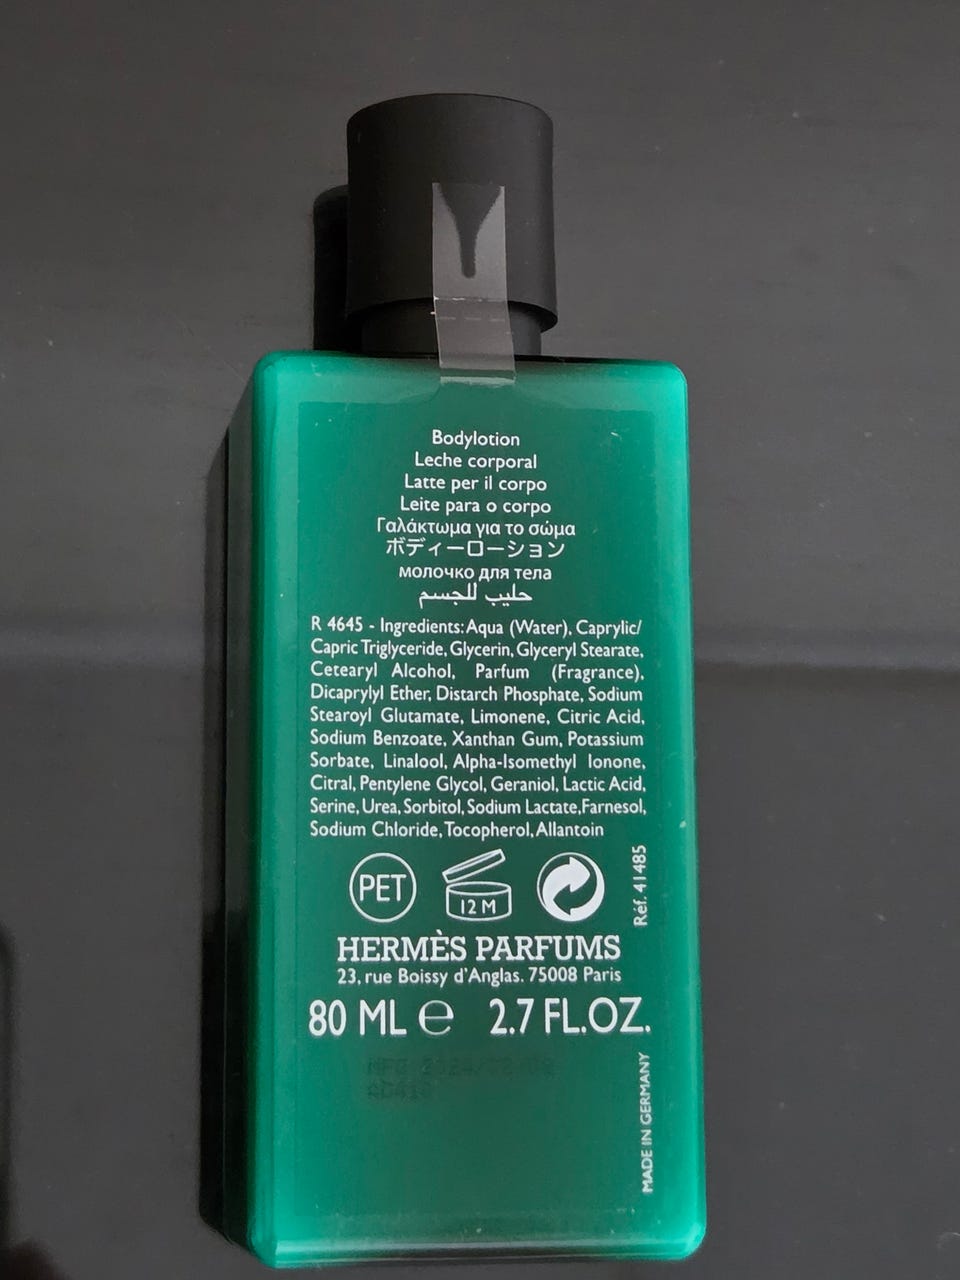 Bodylotion
Leche corporal
Latte per il corpo
Leite para o corpo
Γαλάκτωμα για το σώμα
ボディーローション
молочко для тела
حليب للجسم
R 4645 - Ingredients: Aqua (Water), Caprylic/
Capric Triglyceride, Glycerin, Glyceryl Stearate,
Cetearyl Alcohol, Parfum (Fragrance),
Dicaprylyl Ether, Distarch Phosphate, Sodium
Stearoyl Glutamate, Limonene, Citric Acid,
Sodium Benzoate, Xanthan Gum, Potassium
Sorbate, Linalool, Alpha-Isomethyl Ionone,
Citral, Pentylene Glycol, Geraniol, Lactic Acid,
Serine, Urea, Sorbitol, Sodium Lactate,Farnesol,
Sodium Chloride, Tocopherol, Allantoin
PET
12 M
Réf. 41485
HERMÈS PARFUMS
23, rue Boissy d'Anglas. 75008 Paris
80 ML ℮ 2.7 FL.OZ.
MADE IN GERMANY